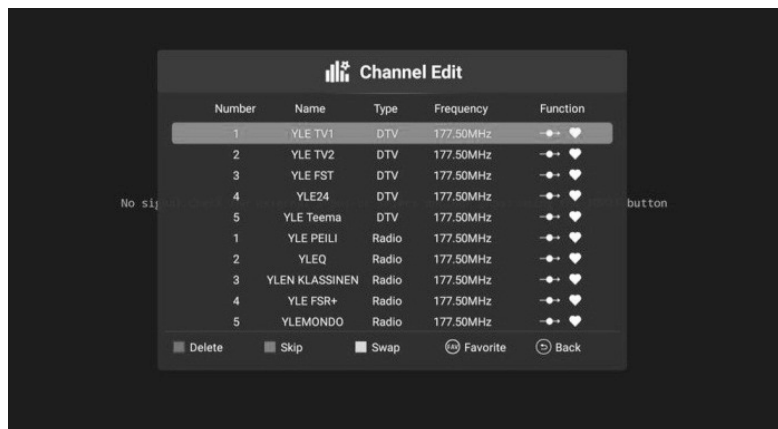 Channel Edit
Number Name Type Frequency Function
1 YLE TV1 DTV 177.50MHz
2 YLE TV2 DTV 177.50MHz
3 YLE FST DTV 177.50MHz
4 YLE24 DTV 177.50MHz
No sig button
5 YLE Teema DTV 177.50MHz
1 YLE PEILI Radio 177.50MHz
2 YLEQ Radio 177.50MHz
3 YLEN KLASSINEN Radio 177.50MHz
4 YLE FSR+ Radio 177.50MHz
5 YLEMONDO Radio 177.50MHz
Delete Skip Swap FAV Favorite Back